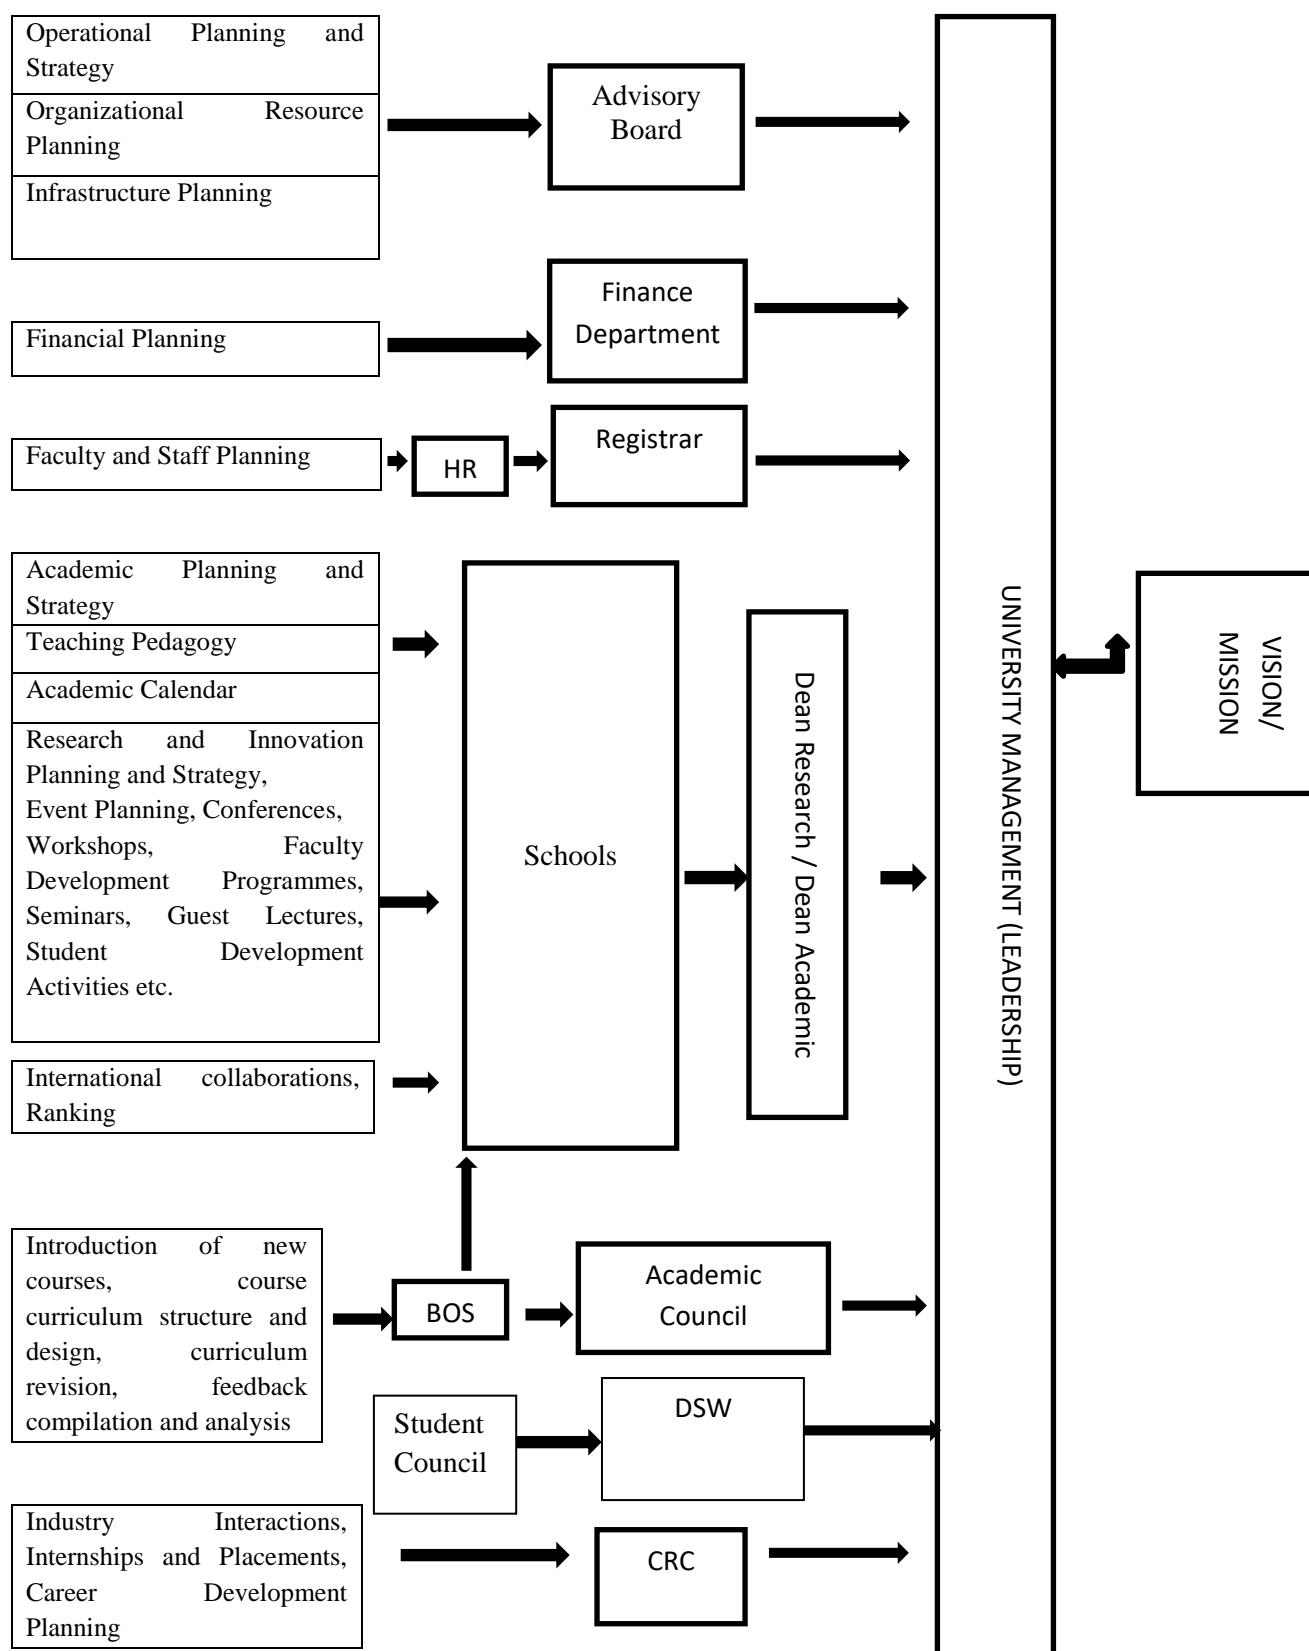 Operational Planning and
Strategy
Organizational Resource
Planning
Infrastructure Planning
Advisory
Board
Financial Planning
Finance
Department
Faculty and Staff Planning
HR
Registrar
Academic Planning and
Strategy
Teaching Pedagogy
Academic Calendar
Research and Innovation
Planning and Strategy,
Event Planning, Conferences,
Workshops, Faculty
Development Programmes,
Seminars, Guest Lectures,
Student Development
Activities etc.
International collaborations,
Ranking
Schools
Dean Research / Dean Academic
UNIVERSITY MANAGEMENT (LEADERSHIP)
VISION/
MISSION
Introduction of new
courses, course
curriculum structure and
design, curriculum
revision, feedback
compilation and analysis
BOS
Academic
Council
Student
Council
DSW
Industry Interactions,
Internships and Placements,
Career Development
Planning
CRC